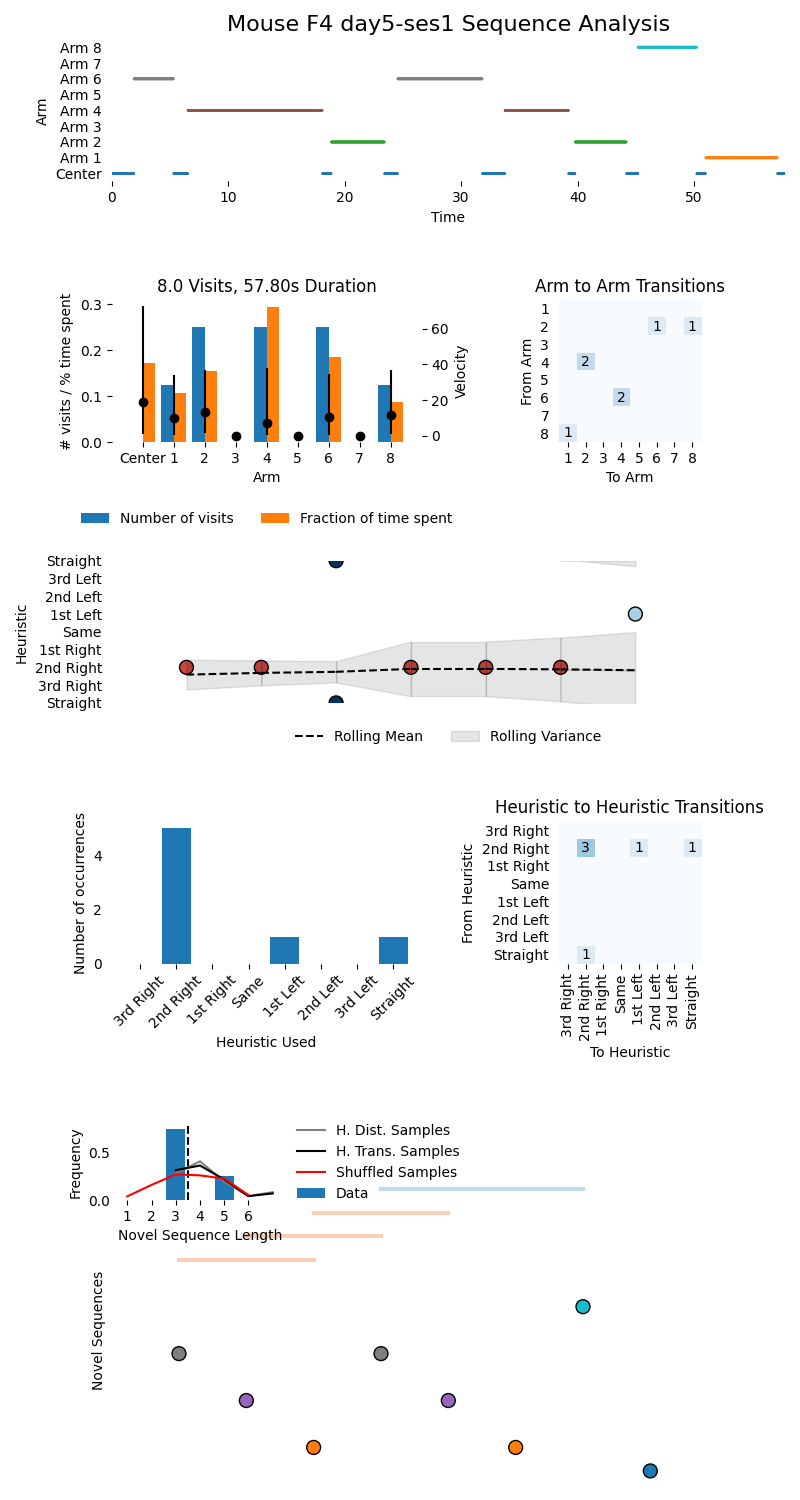 Mouse F4 day5-ses1 Sequence Analysis
Arm 8
Arm 7
Arm 6
Arm 5
Arm 4
Arm 3
Arm 2
Arm 1
Center
Arm
0 10 20 30 40 50
Time
8.0 Visits, 57.80s Duration
# visits / % time spent
0.3
0.2
0.1
0.0
60
40
20
0
Velocity
Center 1 2 3 4 5 6 7 8
Arm
Number of visits
Fraction of time spent
Arm to Arm Transitions
From Arm
1
2
3
4
5
6
7
8
1 1
2
2
1
1 2 3 4 5 6 7 8
To Arm
Heuristic
Straight
3rd Left
2nd Left
1st Left
Same
1st Right
2nd Right
3rd Right
Straight
Rolling Mean
Rolling Variance
Number of occurrences
4
2
0
3rd Right
2nd Right
1st Right
Same
1st Left
2nd Left
3rd Left
Straight
Heuristic Used
Heuristic to Heuristic Transitions
From Heuristic
3rd Right
2nd Right
1st Right
Same
1st Left
2nd Left
3rd Left
Straight
3 1 1
1
3rd Right
2nd Right
1st Right
Same
1st Left
2nd Left
3rd Left
Straight
To Heuristic
Frequency
0.5
0.0
1 2 3 4 5 6
Novel Sequence Length
H. Dist. Samples
H. Trans. Samples
Shuffled Samples
Data
Novel Sequences